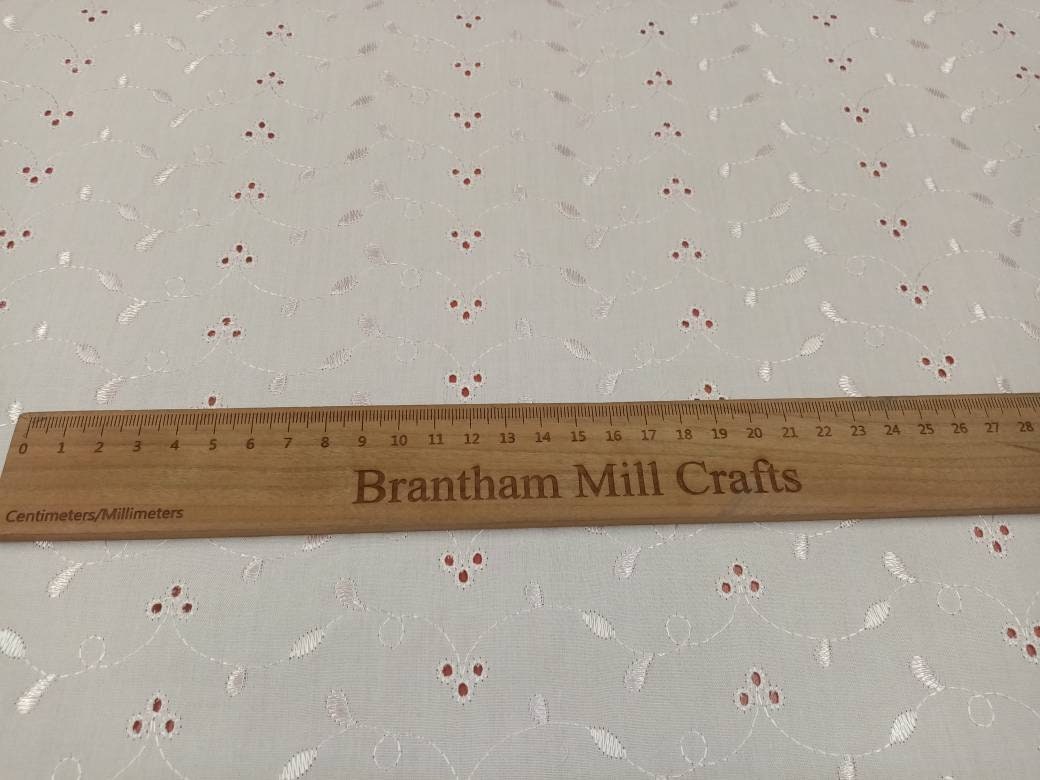 0 1 2 3 4 5 6 7 8 9 10 11 12 13 14 15 16 17 18 19 20 21 22 23 24 25 26 27 28
Brantham Mill Crafts
Centimeters/Millimeters